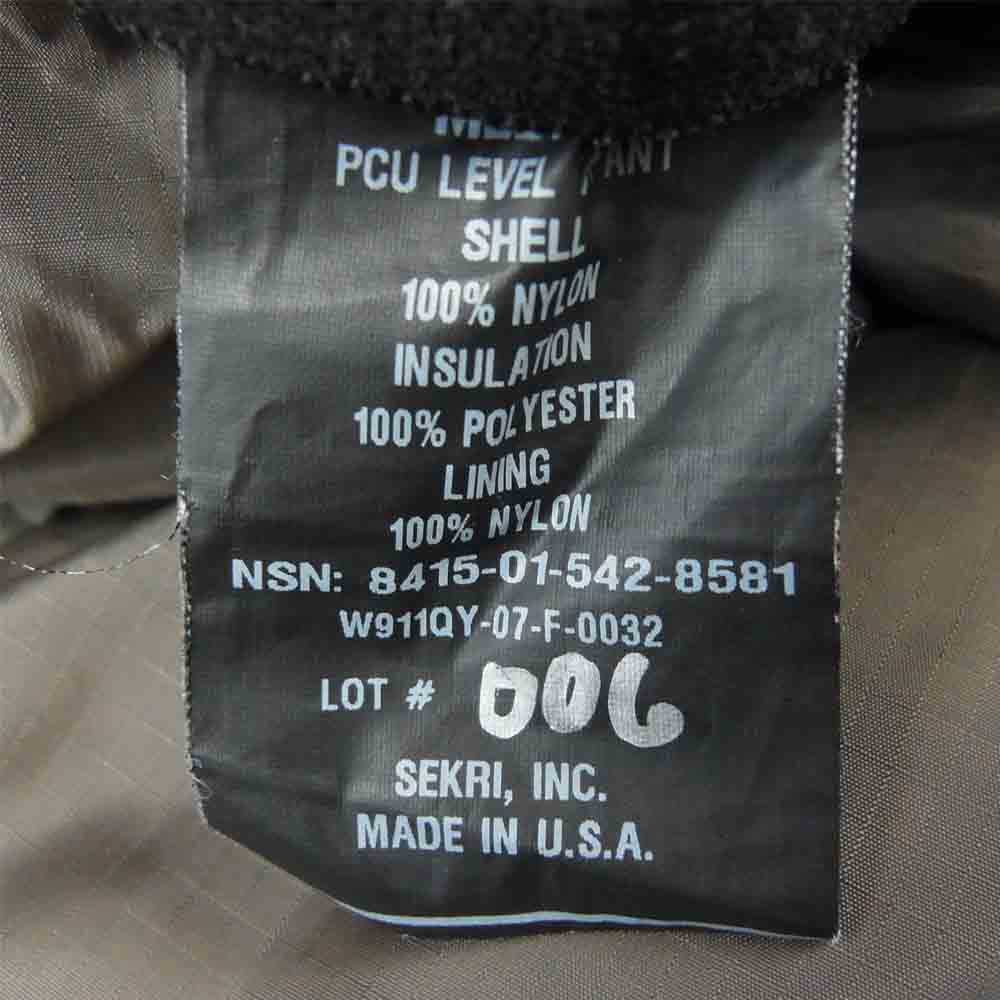 PCU LEVEL PANT
SHELL
100% NYLON
INSULATION
100% POLYESTER
LINING
100% NYLON
NSN: 8415-01-542-8581
W911QY-07-F-0032
LOT # 006
SEKRI, INC.
MADE IN U.S.A.